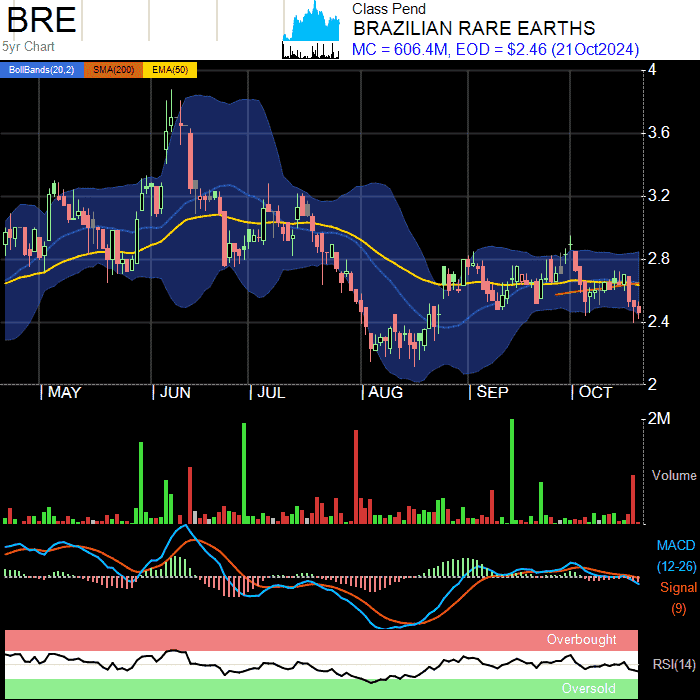 BRE
5yr Chart
Class Pend
BRAZILIAN RARE EARTHS
MC = 606.4M, EOD = $2.46 (21Oct2024)
BollBands(20,2) SMA(200) EMA(50)
4
3.6
3.2
2.8
2.4
2
MAY JUN JUL AUG SEP OCT
2M
Volume
MACD
(12-26)
Signal
(9)
Overbought
RSI(14)
Oversold